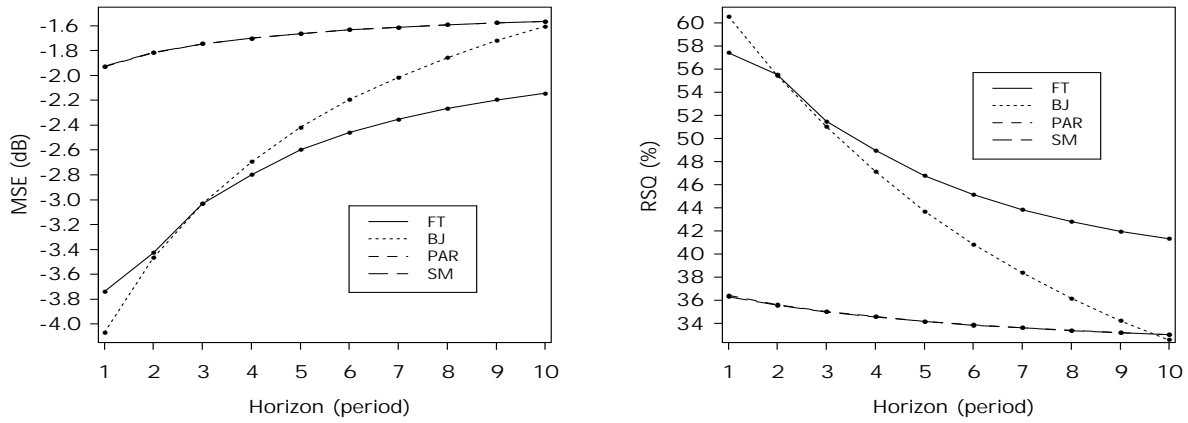 MSE (dB)
-1.6
-1.8
-2.0
-2.2
-2.4
-2.6
-2.8
-3.0
-3.2
-3.4
-3.6
-3.8
-4.0
FT
BJ
PAR
SM
1 2 3 4 5 6 7 8 9 10
Horizon (period)
RSQ (%)
60
58
56
54
52
50
48
46
44
42
40
38
36
34
FT
BJ
PAR
SM
1 2 3 4 5 6 7 8 9 10
Horizon (period)